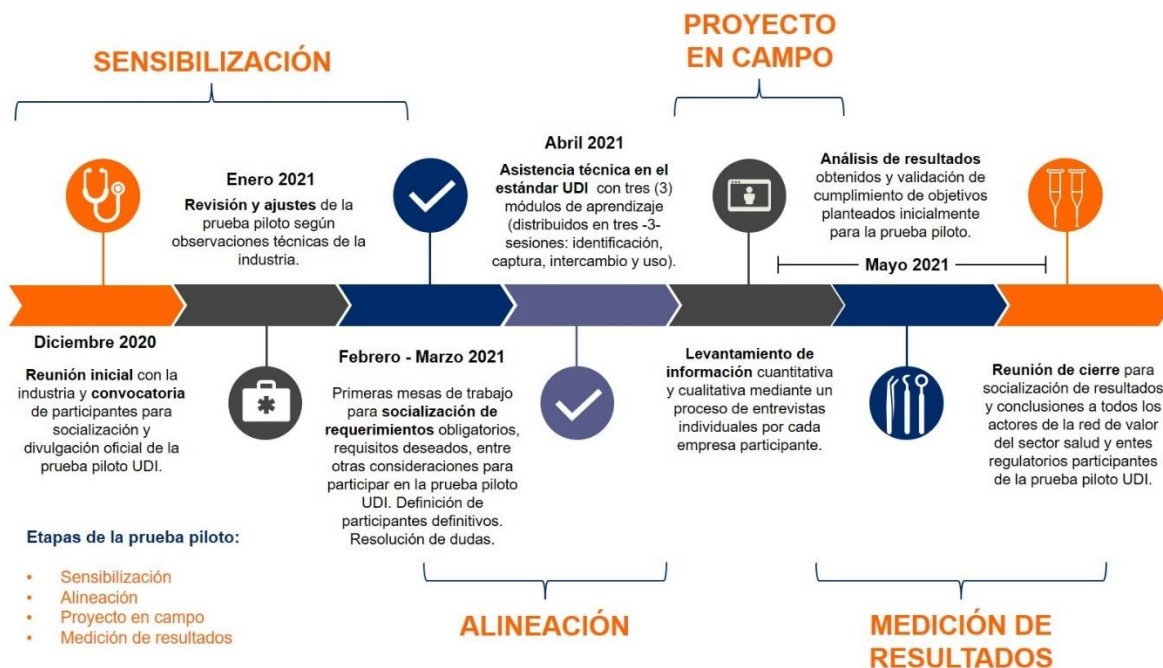 SENSIBILIZACIÓN
PROYECTO
EN CAMPO
Enero 2021
Revisión y ajustes de la
prueba piloto según
observaciones técnicas de la
industria.
Abril 2021
Asistencia técnica en el
estándar UDI con tres (3)
módulos de aprendizaje
(distribuidos en tres -3-
sesiones: identificación,
captura, intercambio y uso).
Análisis de resultados
obtenidos y validación de
cumplimiento de objetivos
planteados inicialmente
para la prueba piloto.
Mayo 2021
Diciembre 2020
Reunión inicial con la
industria y convocatoria
de participantes para
socialización y
divulgación oficial de la
prueba piloto UDI.
Febrero - Marzo 2021
Primeras mesas de trabajo
para socialización de
requerimientos obligatorios,
requisitos deseados, entre
otras consideraciones para
participar en la prueba piloto
UDI. Definición de
participantes definitivos.
Resolución de dudas.
Levantamiento de
información cuantitativa
y cualitativa mediante un
proceso de entrevistas
individuales por cada
empresa participante.
Reunión de cierre para
socialización de resultados
y conclusiones a todos los
actores de la red de valor
del sector salud y entes
regulatorios participantes
de la prueba piloto UDI.
Etapas de la prueba piloto:
• Sensibilización
• Alineación
• Proyecto en campo
• Medición de resultados
ALINEACIÓN
MEDICIÓN DE
RESULTADOS